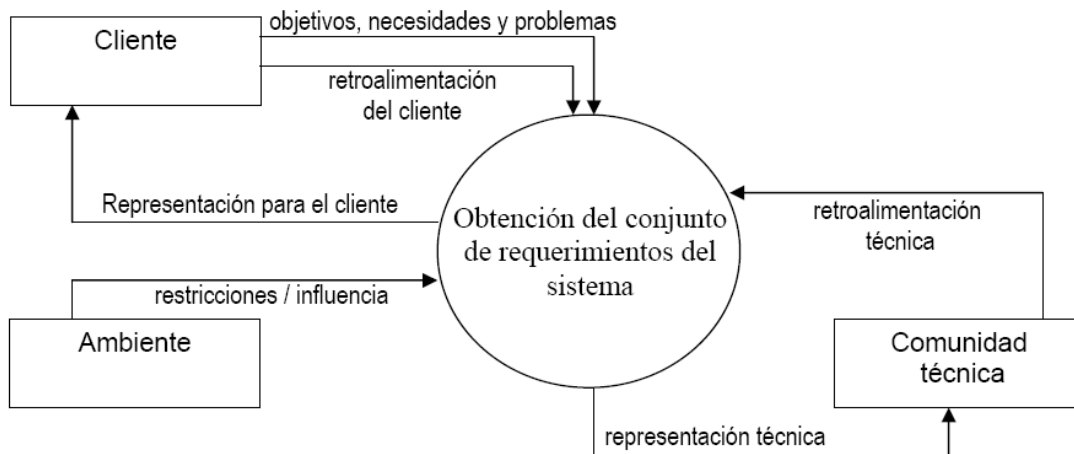 objetivos, necesidades y problemas
Cliente
retroalimentación
del cliente
Representación para el cliente
Obtención del conjunto
de requerimientos del
sistema
retroalimentación
técnica
restricciones / influencia
Ambiente
Comunidad
técnica
representación técnica